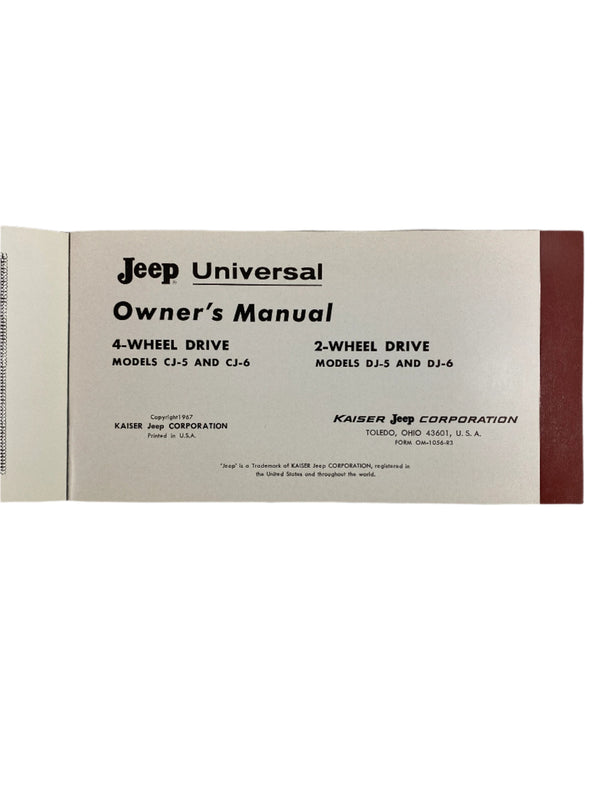 Jeep Universal
Owner's Manual
4-WHEEL DRIVE
MODELS CJ-5 AND CJ-6
2-WHEEL DRIVE
MODELS DJ-5 AND DJ-6
Copyright1967
KAISER Jeep CORPORATION
Printed in U.S.A.
KAISER Jeep CORPORATION
TOLEDO, OHIO 43601, U. S. A.
FORM OM-1056-R3
"Jeep" is a Trademark of KAISER Jeep CORPORATION, registered in
the United States and throughout the world.